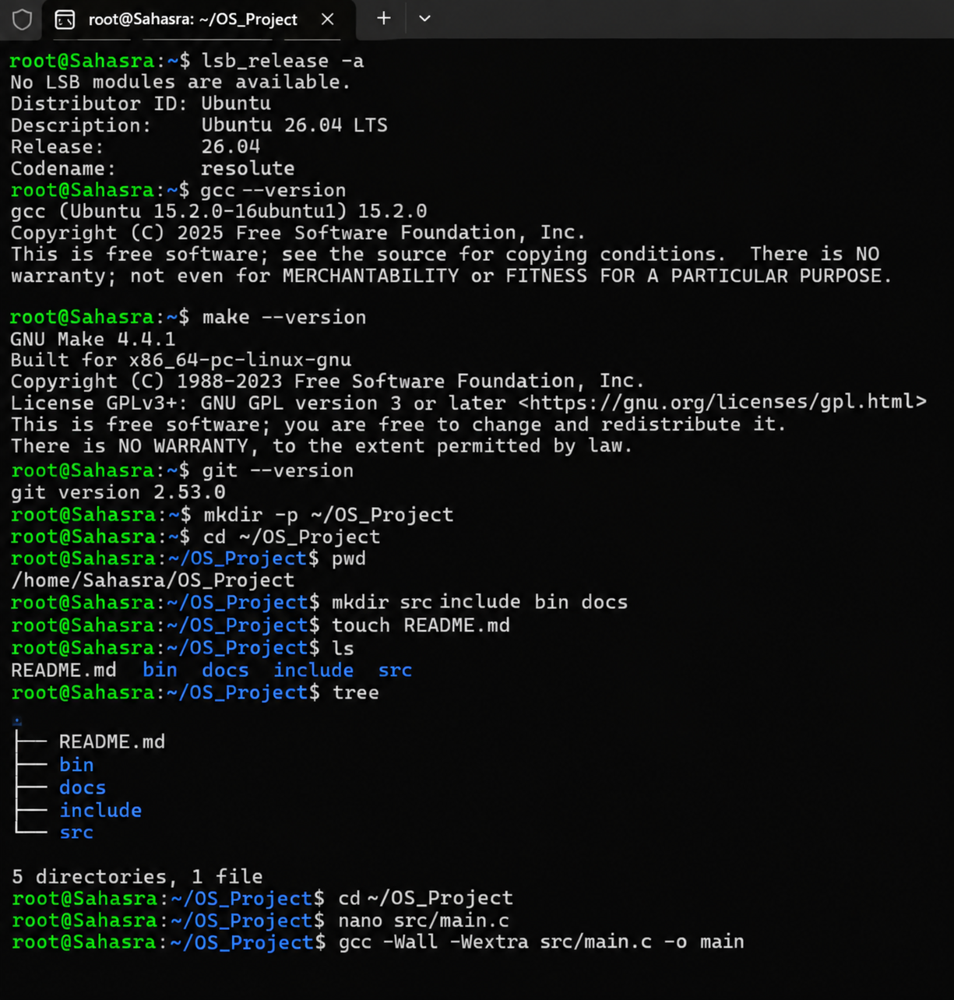 root@Sahasra: ~/OS_Project
root@Sahasra:~$ lsb_release -a
No LSB modules are available.
Distributor ID: Ubuntu
Description:    Ubuntu 26.04 LTS
Release:        26.04
Codename:       resolute
root@Sahasra:~$ gcc --version
gcc (Ubuntu 15.2.0-16ubuntu1) 15.2.0
Copyright (C) 2025 Free Software Foundation, Inc.
This is free software; see the source for copying conditions.  There is NO
warranty; not even for MERCHANTABILITY or FITNESS FOR A PARTICULAR PURPOSE.
root@Sahasra:~$ make --version
GNU Make 4.4.1
Built for x86_64-pc-linux-gnu
Copyright (C) 1988-2023 Free Software Foundation, Inc.
License GPLv3+: GNU GPL version 3 or later <https://gnu.org/licenses/gpl.html>
This is free software; you are free to change and redistribute it.
There is NO WARRANTY, to the extent permitted by law.
root@Sahasra:~$ git --version
git version 2.53.0
root@Sahasra:~$ mkdir -p ~/OS_Project
root@Sahasra:~$ cd ~/OS_Project
root@Sahasra:~/OS_Project$ pwd
/home/Sahasra/OS_Project
root@Sahasra:~/OS_Project$ mkdir src include bin docs
root@Sahasra:~/OS_Project$ touch README.md
root@Sahasra:~/OS_Project$ ls
README.md  bin  docs  include  src
root@Sahasra:~/OS_Project$ tree
.
├── README.md
├── bin
├── docs
├── include
└── src
5 directories, 1 file
root@Sahasra:~/OS_Project$ cd ~/OS_Project
root@Sahasra:~/OS_Project$ nano src/main.c
root@Sahasra:~/OS_Project$ gcc -Wall -Wextra src/main.c -o main